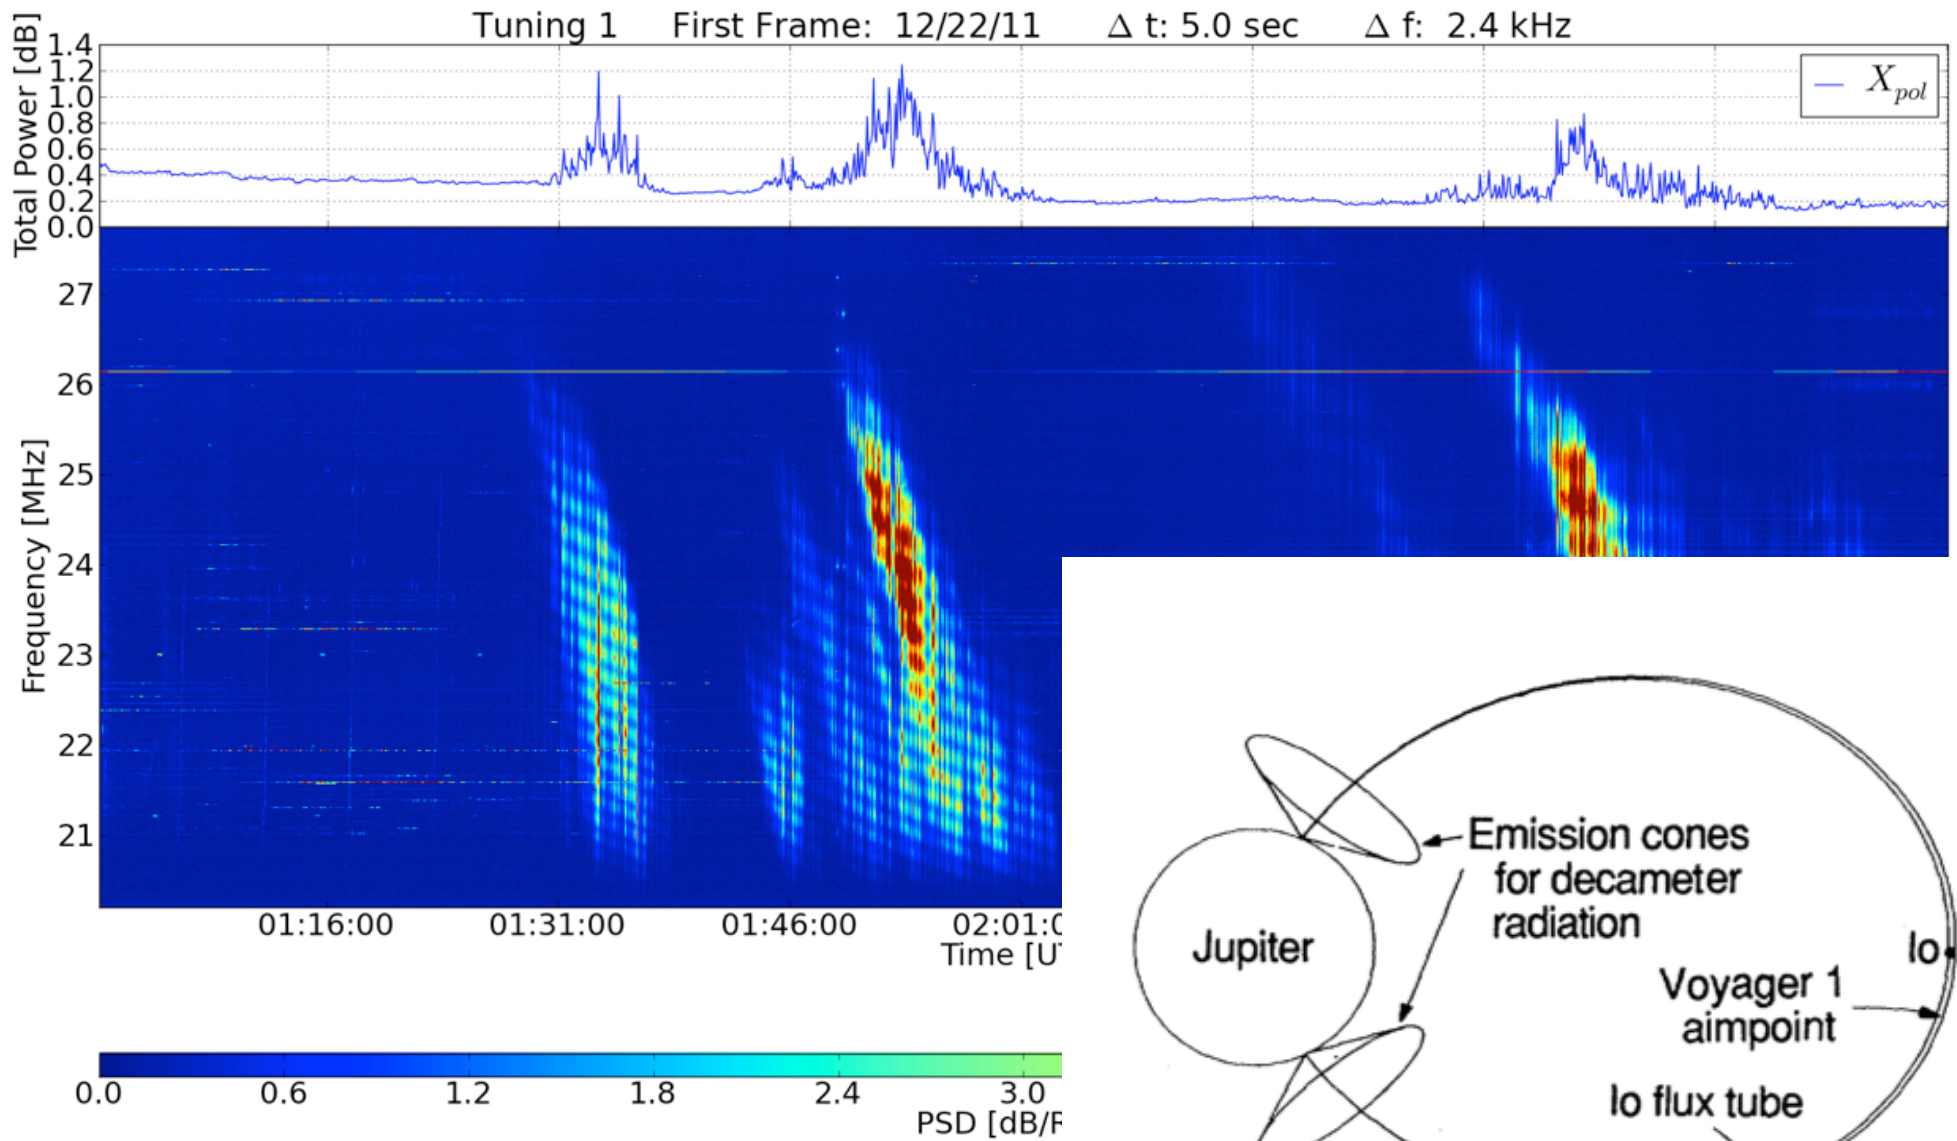 Tuning 1 First Frame: 12/22/11 Δ t: 5.0 sec Δ f: 2.4 kHz
Total Power [dB]
1.4
1.2
1.0
0.8
0.6
0.4
0.2
0.0
X_pol
Frequency [MHz]
27
26
25
24
23
22
21
01:16:00 01:31:00 01:46:00 02:01:0
Time [U
0.0 0.6 1.2 1.8 2.4 3.0
PSD [dB/R
Emission cones
for decameter
radiation
Jupiter
Io
Voyager 1
aimpoint
Io flux tube